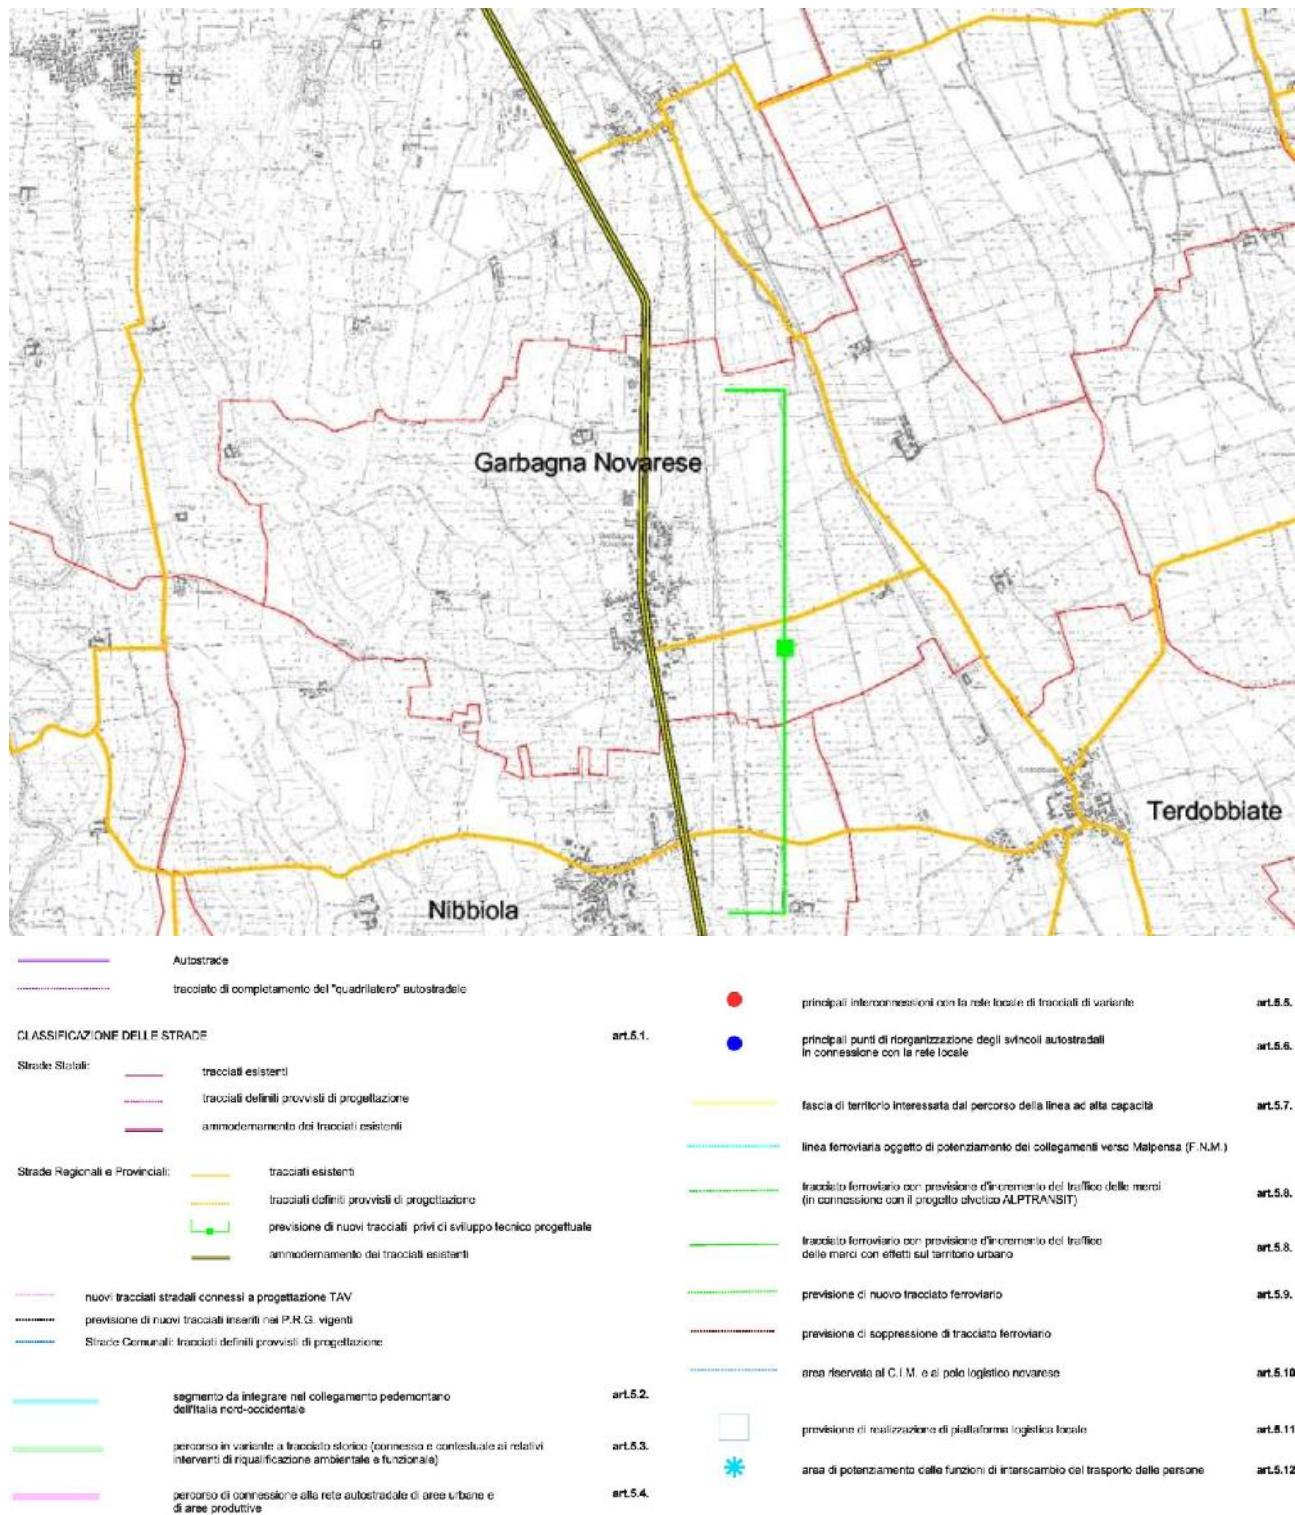 Garbagna Novarese
Terdobbiate
Nibbiola
Autostrade
tracciato di completamento del "quadrilatero" autostradale
CLASSIFICAZIONE DELLE STRADE art.5.1.
Strade Statali:
tracciati esistenti
tracciati definiti provvisti di progettazione
ammodernamento dei tracciati esistenti
Strade Regionali e Provinciali:
tracciati esistenti
tracciati definiti provvisti di progettazione
previsione di nuovi tracciati privi di sviluppo tecnico progettuale
ammodernamento dei tracciati esistenti
nuovi tracciati stradali connessi a progettazione TAV
previsione di nuovi tracciati inseriti nei P.R.G. vigenti
Strade Comunali: tracciati definiti provvisti di progettazione
segmento da integrare nel collegamento pedemontano art.5.2.
dell'Italia nord-occidentale
percorso in variante a tracciato storico (connesso e contestuale ai relativi art.5.3.
interventi di riqualificazione ambientale e funzionale)
percorso di connessione alla rete autostradale di aree urbane e art.5.4.
di aree produttive
principali interconnessioni con la rete locale di tracciati di variante art.5.5.
principali punti di riorganizzazione degli svincoli autostradali art.5.6.
in connessione con la rete locale
fascia di territorio interessata dal percorso della linea ad alta capacità art.5.7.
linea ferroviaria oggetto di potenziamento dei collegamenti verso Malpensa (F.N.M.)
tracciato ferroviario con previsione d'incremento del traffico delle merci art.5.8.
(in connessione con il progetto elvetico ALPTRANSIT)
tracciato ferroviario con previsione d'incremento del traffico art.5.8.
delle merci con effetti sul territorio urbano
previsione di nuovo tracciato ferroviario art.5.9.
previsione di soppressione di tracciato ferroviario
area riservata al C.I.M. e al polo logistico novarese art.5.10
previsione di realizzazione di piattaforma logistica locale art.5.11
area di potenziamento delle funzioni di interscambio del trasporto delle persone art.5.12